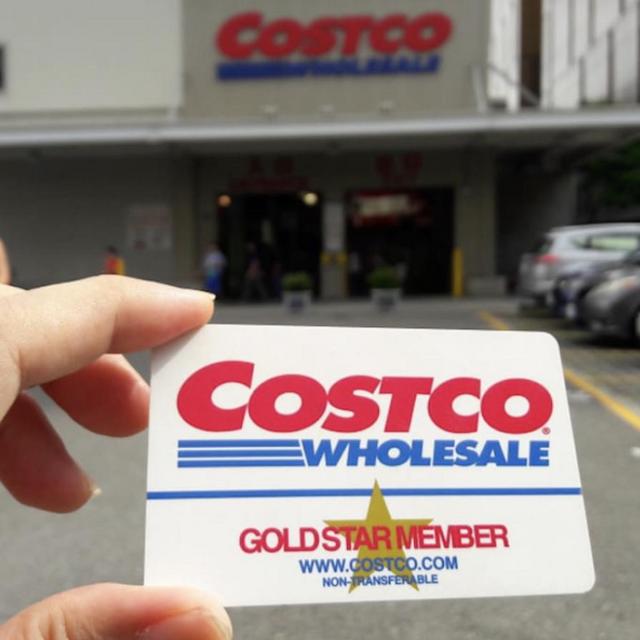 COSTCO
WHOLESALE
COSTCO®
WHOLESALE
GOLD STAR MEMBER
WWW.COSTCO.COM
NON-TRANSFERABLE